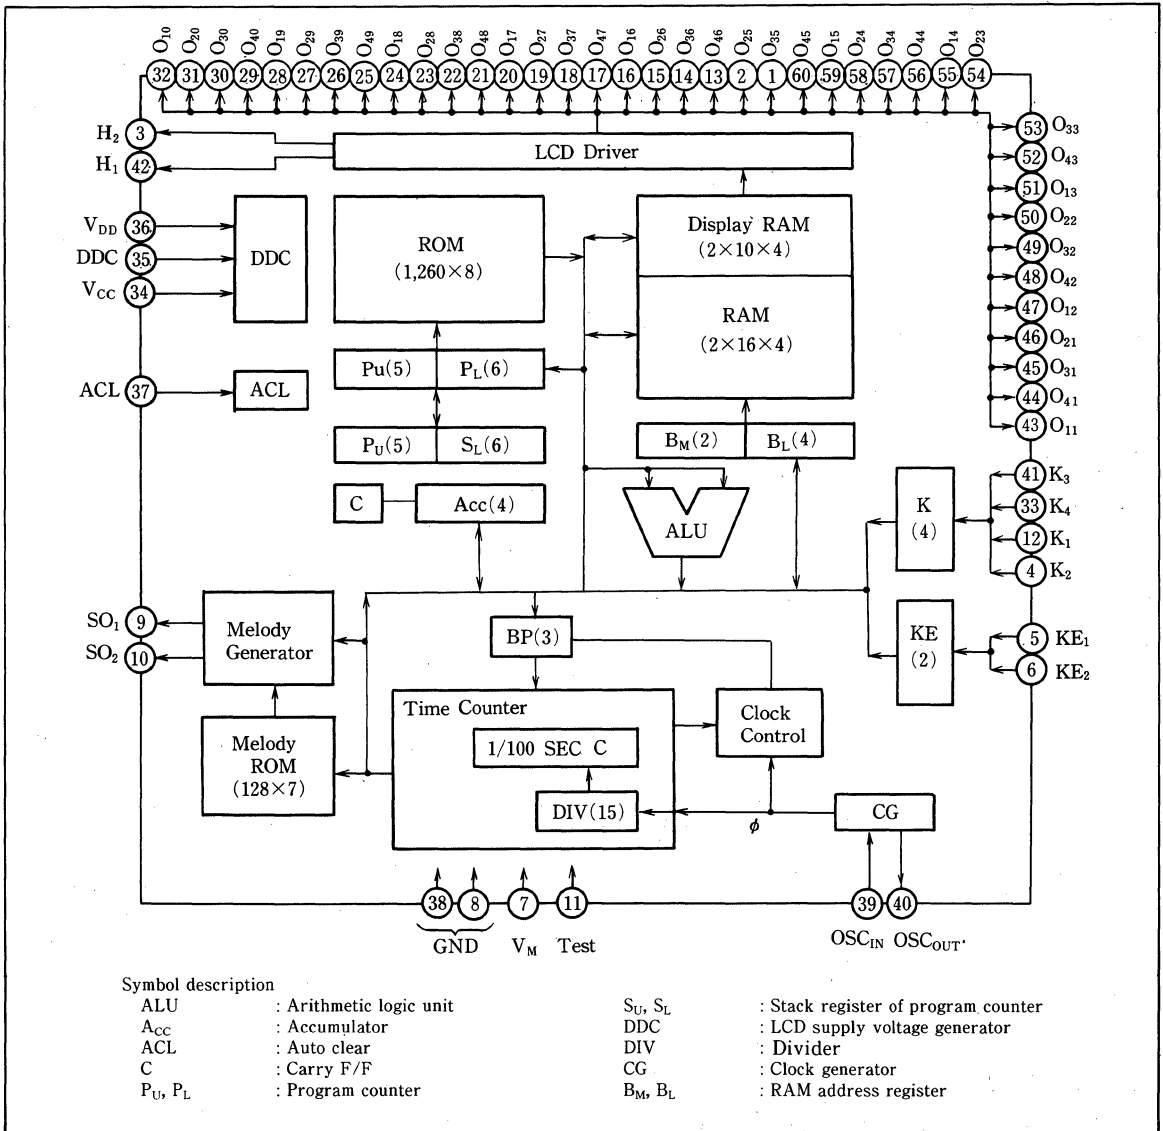 O10 O20 O30 O40 O19 O29 O39 O49 O18 O28 O38 O48 O17 O27 O37 O47 O16 O26 O36 O46 O25 O35 O45 O15 O24 O34 O44 O14 O23
32 31 30 29 28 27 26 25 24 23 22 21 20 19 18 17 16 15 14 13 2 1 60 59 58 57 56 55 54
H2 3
H1 42
LCD Driver
53 O33
52 O43
51 O13
50 O22
49 O32
48 O42
47 O12
46 O21
45 O31
44 O41
43 O11
VDD 36
DDC 35
VCC 34
DDC
ROM
(1,260×8)
Display RAM
(2×10×4)
RAM
(2×16×4)
Pu(5) PL(6)
ACL 37
ACL
PU(5) SL(6)
BM(2) BL(4)
C
Acc(4)
ALU
K
(4)
41 K3
33 K4
12 K1
4 K2
SO1 9
SO2 10
Melody
Generator
BP(3)
KE
(2)
5 KE1
6 KE2
Melody
ROM
(128×7)
Time Counter
1/100 SEC C
DIV(15)
Clock
Control
ϕ
CG
38 8 7 11 39 40
GND VM Test OSCIN OSCOUT
Symbol description
ALU : Arithmetic logic unit
ACC : Accumulator
ACL : Auto clear
C : Carry F/F
PU, PL : Program counter
SU, SL : Stack register of program counter
DDC : LCD supply voltage generator
DIV : Divider
CG : Clock generator
BM, BL : RAM address register